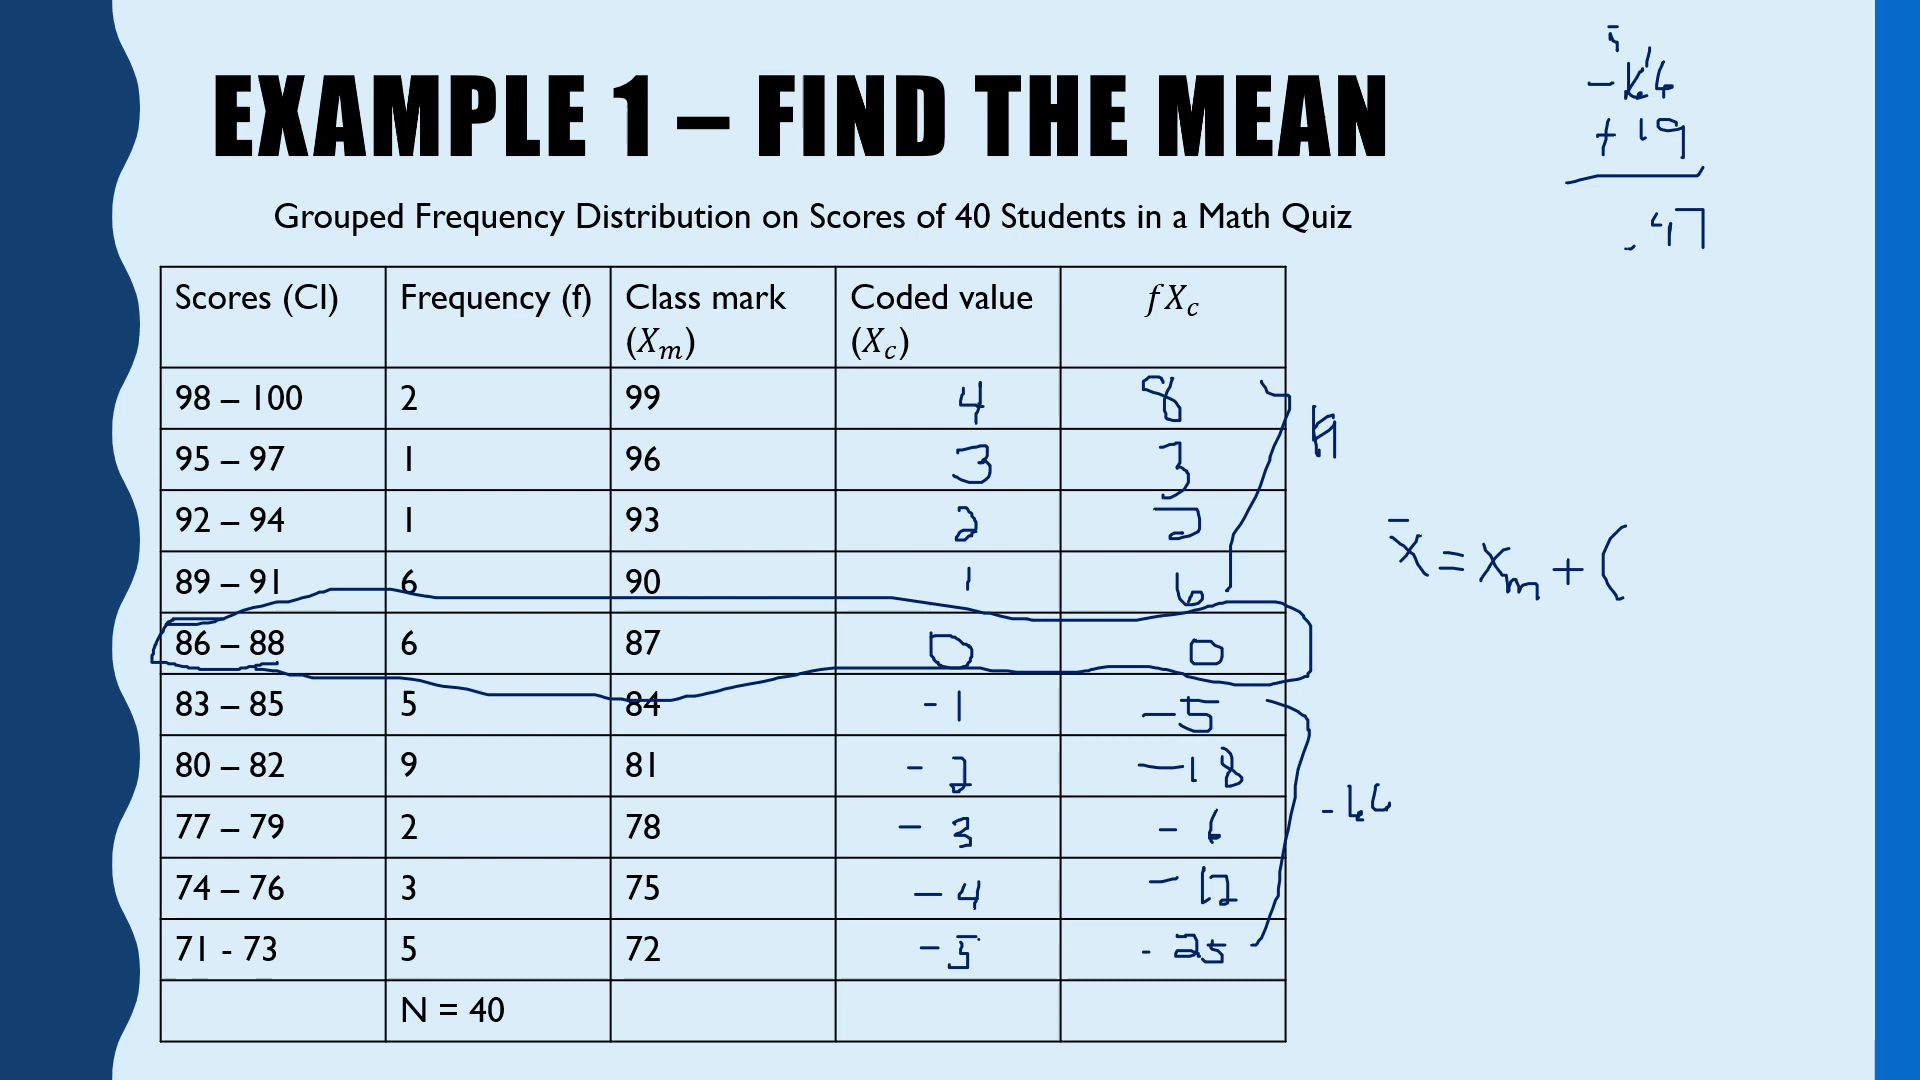 EXAMPLE 1 – FIND THE MEAN
Grouped Frequency Distribution on Scores of 40 Students in a Math Quiz
5
- 66
+ 19
- 47
Scores (CI) Frequency (f) Class mark (Xₘ) Coded value (X꜀) fX꜀
98 – 100 2 99 4 8
95 – 97 1 96 3 3
92 – 94 1 93 2 2
89 – 91 6 90 1 6
19
86 – 88 6 87 0 0
83 – 85 5 84 - 1 - 5
80 – 82 9 81 - 2 - 18
77 – 79 2 78 - 3 - 6
74 – 76 3 75 - 4 - 12
71 - 73 5 72 - 5 - 25
N = 40
- 66
x̄ = xₘ + (